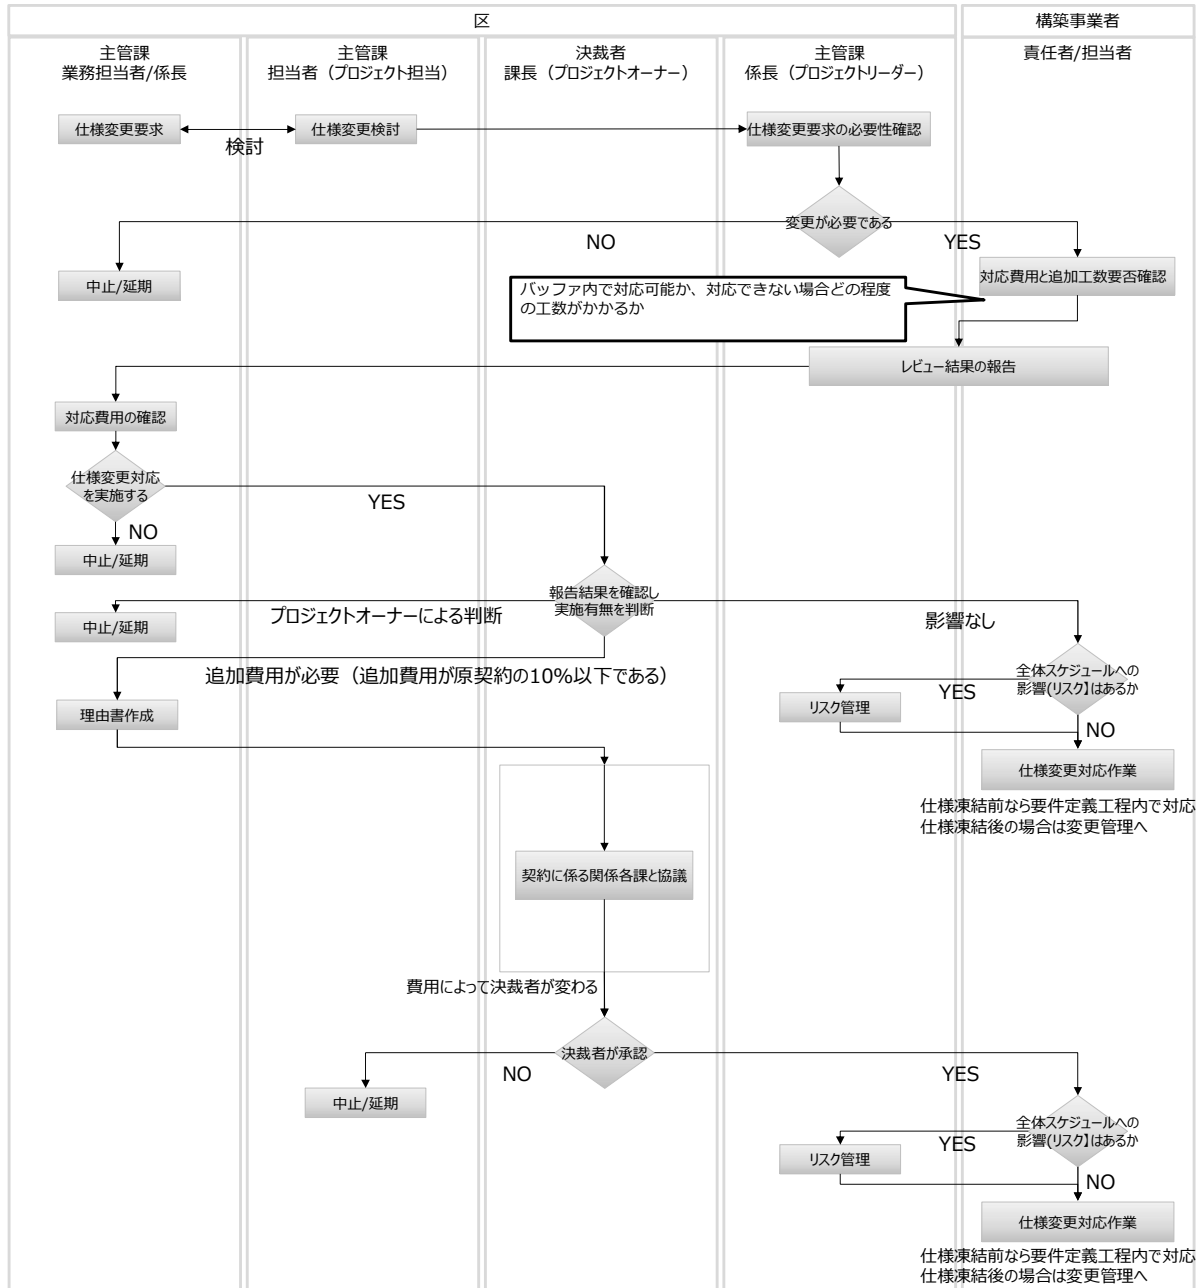 区
構築事業者
主管課
業務担当者/係長
主管課
担当者（プロジェクト担当）
決裁者
課長（プロジェクトオーナー）
主管課
係長（プロジェクトリーダー）
責任者/担当者
仕様変更要求
検討
仕様変更検討
仕様変更要求の必要性確認
変更が必要である
NO
YES
中止/延期
対応費用と追加工数要否確認
バッファ内で対応可能か、対応できない場合どの程度
の工数がかかるか
レビュー結果の報告
対応費用の確認
仕様変更対応
を実施する
YES
NO
中止/延期
報告結果を確認し
実施有無を判断
プロジェクトオーナーによる判断
影響なし
中止/延期
追加費用が必要（追加費用が原契約の10%以下である）
全体スケジュールへの
影響(リスク】はあるか
YES
リスク管理
NO
理由書作成
仕様変更対応作業
仕様凍結前なら要件定義工程内で対応
仕様凍結後の場合は変更管理へ
契約に係る関係各課と協議
費用によって決裁者が変わる
決裁者が承認
NO
YES
中止/延期
全体スケジュールへの
影響(リスク】はあるか
YES
リスク管理
NO
仕様変更対応作業
仕様凍結前なら要件定義工程内で対応
仕様凍結後の場合は変更管理へ